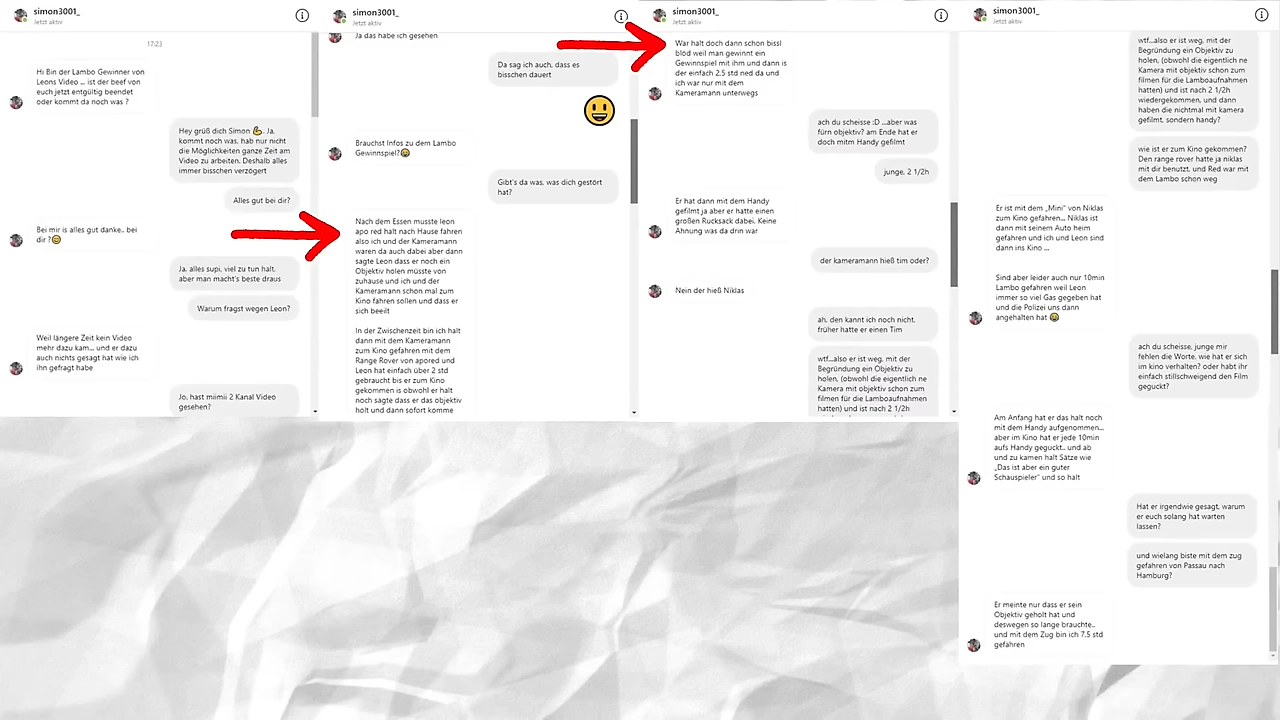 simon3001_
Jetzt aktiv
17:23
Hi Bin der Lambo Gewinner von
Leons Video ... ist der beef von
euch jetzt entgültig beendet
oder kommt da noch was ?
Hey grüß dich Simon 💪. Ja,
kommt noch was. hab nur nicht
die Möglichkeiten ganze Zeit am
Video zu arbeiten. Deshalb alles
immer bisschen verzögert
Alles gut bei dir?
Bei mir is alles gut danke.. bei
dir ?😊
Ja, alles supi, viel zu tun halt,
aber man macht's beste draus
Warum fragst wegen Leon?
Weil längere Zeit kein Video
mehr dazu kam... und er dazu
auch nichts gesagt hat wie ich
ihn gefragt habe
Jo, hast miimii 2 Kanal Video
gesehen?
simon3001_
Jetzt aktiv
Ja das habe ich gesehen
Da sag ich auch, dass es
bisschen dauert
😃
Brauchst Infos zu dem Lambo
Gewinnspiel?😂
Gibt's da was, was dich gestört
hat?
Nach dem Essen musste leon
apo red halt nach Hause fahren
also ich und der Kameramann
waren da auch dabei aber dann
sagte Leon dass er noch ein
Objektiv holen müsste von
zuhause und ich und der
Kameramann schon mal zum
Kino fahren sollen und dass er
sich beeilt
In der Zwischenzeit bin ich halt
dann mit dem Kameramann
zum Kino gefahren mit dem
Range Rover von apored und
Leon hat einfach über 2 std
gebraucht bis er zum Kino
gekommen is obwohl er halt
noch sagte dass er das objektiv
holt und dann sofort komme
simon3001_
Jetzt aktiv
War halt doch dann schon bissl
blöd weil man gewinnt ein
Gewinnspiel mit ihm und dann is
der einfach 2,5 std ned da und
ich war nur mit dem
Kameramann unterwegs
ach du scheisse :D ...aber was
fürn objektiv? am Ende hat er
doch mitm Handy gefilmt
junge, 2 1/2h
Er hat dann mit dem Handy
gefilmt ja aber er hatte einen
großen Rucksack dabei. Keine
Ahnung was da drin war
der kameramann hieß tim oder?
Nein der hieß Niklas
ah, den kannt ich noch nicht.
früher hatte er einen Tim
wtf...also er ist weg, mit der
Begründung ein Objektiv zu
holen, (obwohl die eigentlich ne
Kamera mit objektiv schon zum
filmen für die Lamboaufnahmen
hatten) und ist nach 2 1/2h
simon3001_
Jetzt aktiv
wtf...also er ist weg, mit der
Begründung ein Objektiv zu
holen, (obwohl die eigentlich ne
Kamera mit objektiv schon zum
filmen für die Lamboaufnahmen
hatten) und ist nach 2 1/2h
wiedergekommen, und dann
haben die nichtmal mit kamera
gefilmt, sondern handy?
wie ist er zum Kino gekommen?
Den range rover hatte ja niklas
mit dir benutzt, und Red war mit
dem Lambo schon weg
Er ist mit dem „Mini" von Niklas
zum Kino gefahren... Niklas ist
dann mit seinem Auto heim
gefahren und ich und Leon sind
dann ins Kino ...
Sind aber leider auch nur 10min
Lambo gefahren weil Leon
immer so viel Gas gegeben hat
und die Polizei uns dann
angehalten hat 😂
ach du scheisse, junge mir
fehlen die Worte. wie hat er sich
im kino verhalten? oder habt ihr
einfach stillschweigend den Film
geguckt?
Am Anfang hat er das halt noch
mit dem Handy aufgenommen...
aber im Kino hat er jede 10min
aufs Handy geguckt.. und ab
und zu kamen halt Sätze wie
„Das ist aber ein guter
Schauspieler" und so halt
Hat er irgendwie gesagt, warum
er euch solang hat warten
lassen?
und wielang biste mit dem zug
gefahren von Passau nach
Hamburg?
Er meinte nur dass er sein
Objektiv geholt hat und
deswegen so lange brauchte..
und mit dem Zug bin ich 7,5 std
gefahren